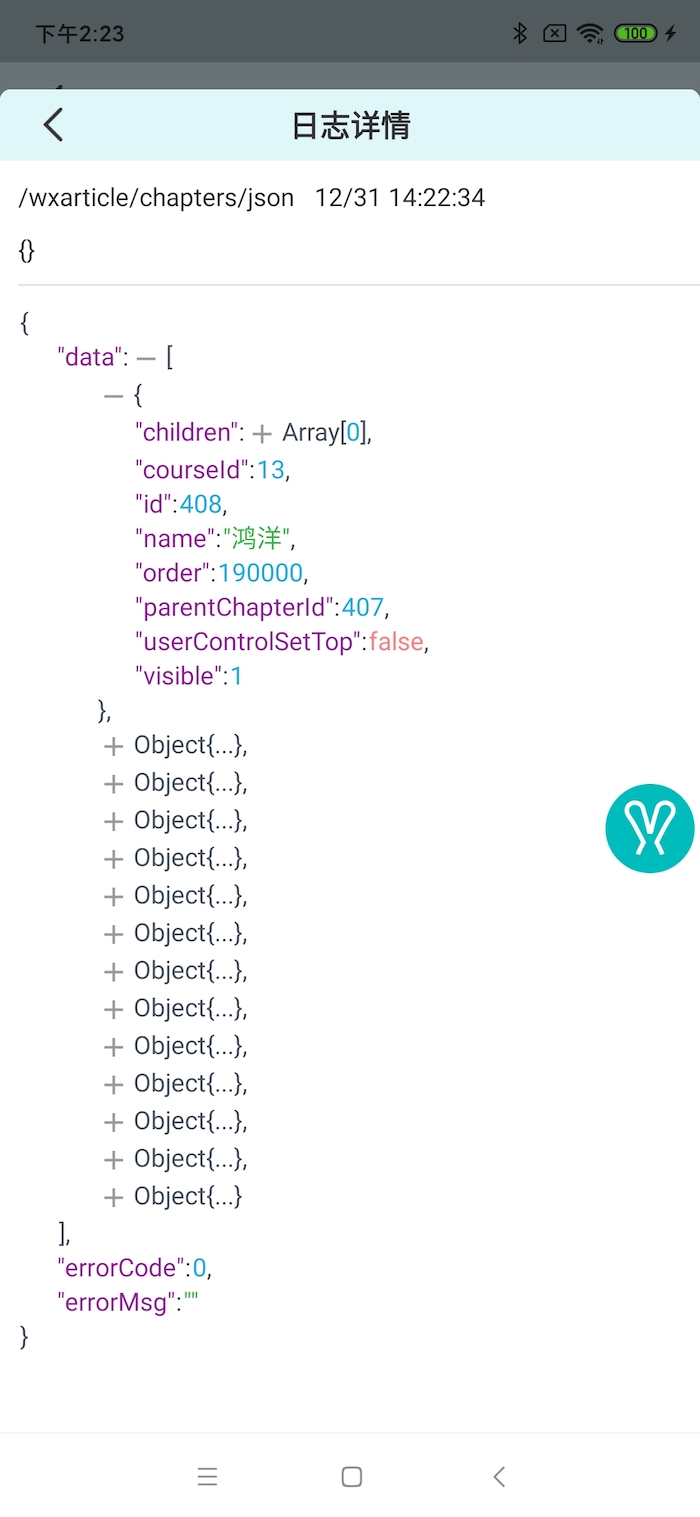 下午2:23
100
日志详情
/wxarticle/chapters/json 12/31 14:22:34
{}
{
"data": — [
— {
"children": + Array[0],
"courseId":13,
"id":408,
"name":"鸿洋",
"order":190000,
"parentChapterId":407,
"userControlSetTop":false,
"visible":1
},
+ Object{...},
+ Object{...},
+ Object{...},
+ Object{...},
+ Object{...},
+ Object{...},
+ Object{...},
+ Object{...},
+ Object{...},
+ Object{...},
+ Object{...},
+ Object{...},
+ Object{...}
],
"errorCode":0,
"errorMsg":""
}